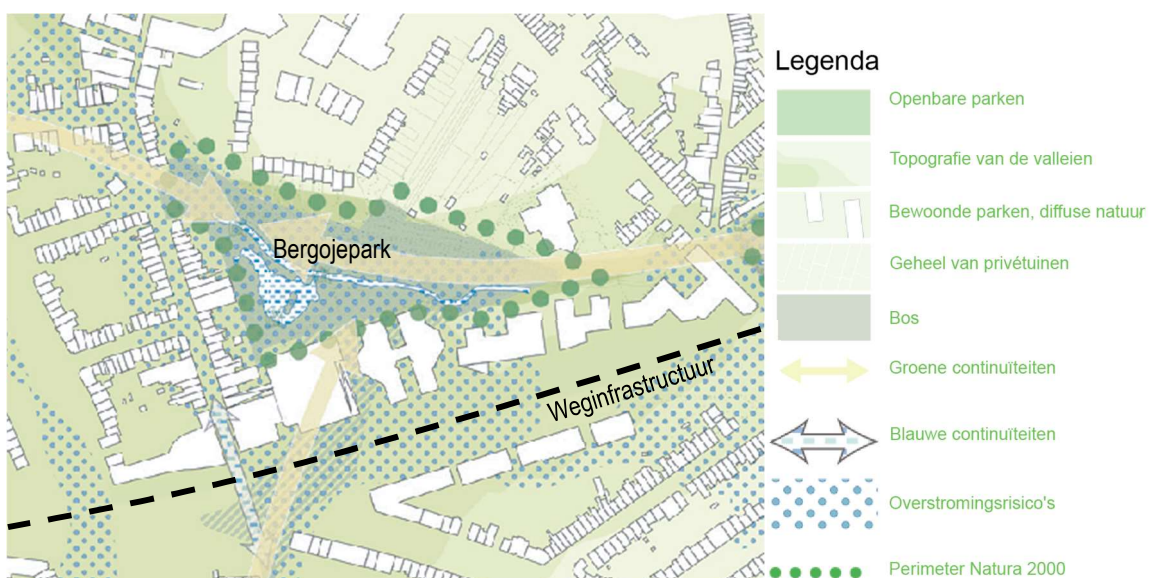 Bergojepark
Weginfrastructuur
Legenda
Openbare parken
Topografie van de valleien
Bewoonde parken, diffuse natuur
Geheel van privétuinen
Bos
Groene continuïteiten
Blauwe continuïteiten
Overstromingsrisico's
Perimeter Natura 2000